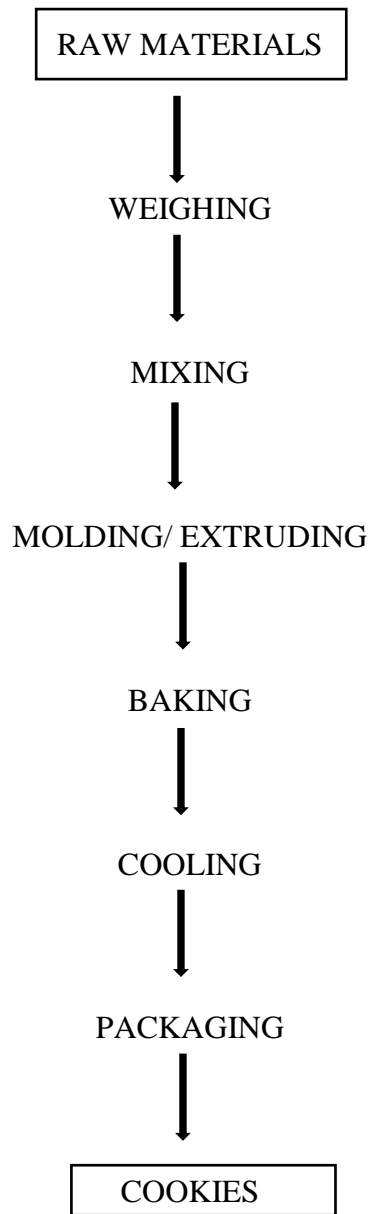 RAW MATERIALS
WEIGHING
MIXING
MOLDING/ EXTRUDING
BAKING
COOLING
PACKAGING
COOKIES